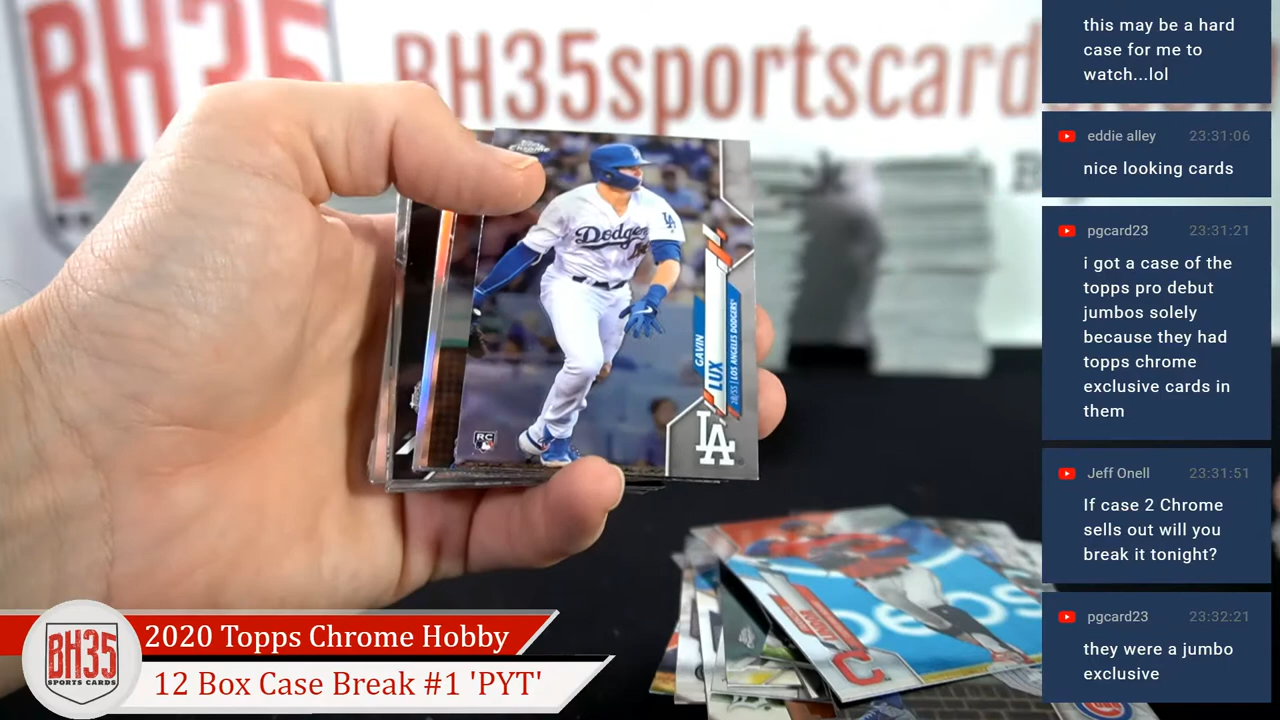 BH35
BH35sportscard
Topps
Chrome
Dodgers
LA
GAVIN
LUX
2B/SS | LOS ANGELES DODGERS
LA
RC
C
CUBS
BH35
SPORTS CARDS
2020 Topps Chrome Hobby
12 Box Case Break #1 'PYT'
this may be a hard
case for me to
watch...lol
eddie alley 23:31:06
nice looking cards
pgcard23 23:31:21
i got a case of the
topps pro debut
jumbos solely
because they had
topps chrome
exclusive cards in
them
Jeff Onell 23:31:51
If case 2 Chrome
sells out will you
break it tonight?
pgcard23 23:32:21
they were a jumbo
exclusive